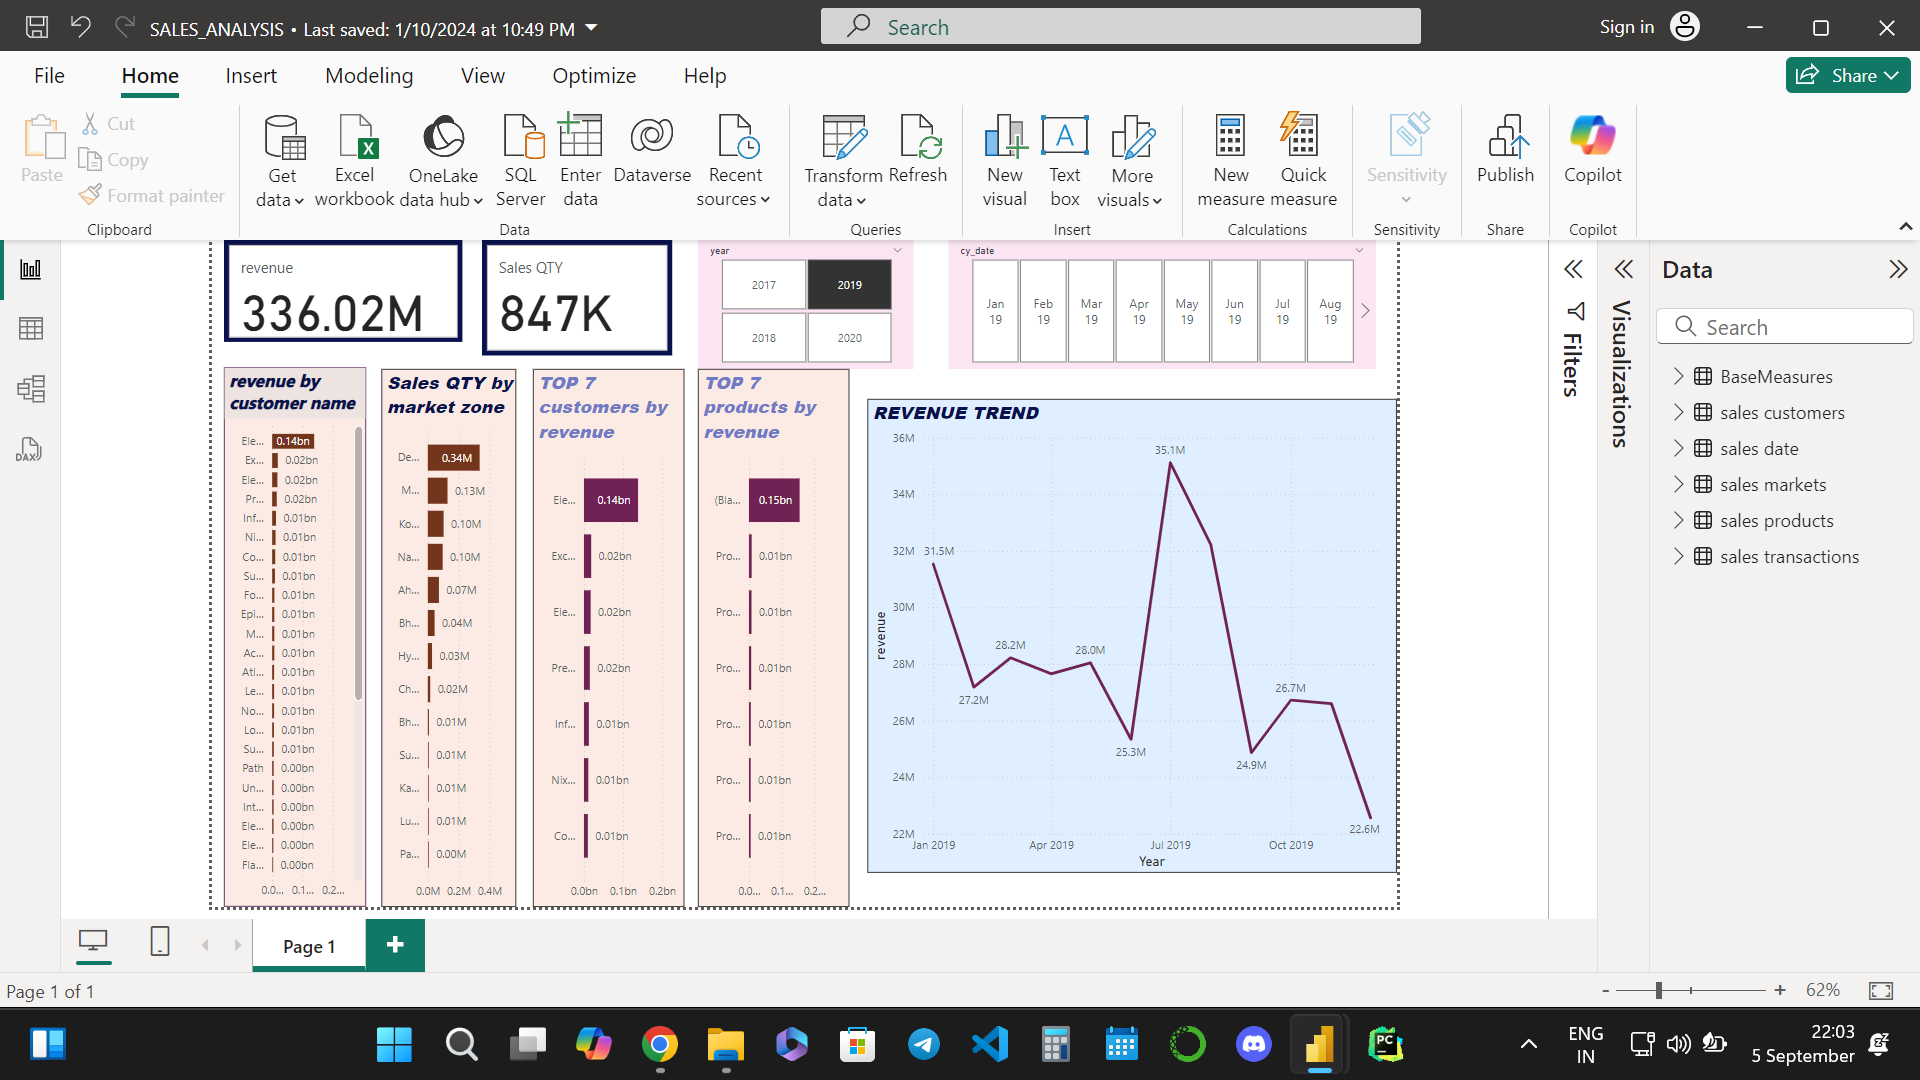 SALES_ANALYSIS • Last saved: 1/10/2024 at 10:49 PM
Search
Sign in
File Home Insert Modeling View Optimize Help
Share
Paste
Cut
Copy
Format painter
Clipboard
Get data
Excel workbook
OneLake data hub
SQL Server
Enter data
Dataverse
Recent sources
Data
Transform data
Refresh
Queries
New visual
Text box
More visuals
Insert
New measure
Quick measure
Calculations
Sensitivity
Sensitivity
Publish
Share
Copilot
Copilot
revenue
336.02M
Sales QTY
847K
year
2017 2019
2018 2020
cy_date
Jan 19
Feb 19
Mar 19
Apr 19
May 19
Jun 19
Jul 19
Aug 19
revenue by
customer name
Ele... 0.14bn
Ex... 0.02bn
Ele... 0.02bn
Pr... 0.02bn
Inf... 0.01bn
Ni... 0.01bn
Co... 0.01bn
Su... 0.01bn
Fo... 0.01bn
Epi... 0.01bn
M... 0.01bn
Ac... 0.01bn
Atl... 0.01bn
Le... 0.01bn
No... 0.01bn
Lo... 0.01bn
Su... 0.01bn
Path 0.00bn
Un... 0.00bn
Int... 0.00bn
Ele... 0.00bn
Ele... 0.00bn
Fla... 0.00bn
0.0... 0.1... 0.2...
Sales QTY by
market zone
De... 0.34M
M... 0.13M
Ko... 0.10M
Na... 0.10M
Ah... 0.07M
Bh... 0.04M
Hy... 0.03M
Ch... 0.02M
Bh... 0.01M
Su... 0.01M
Ka... 0.01M
Lu... 0.01M
Pa... 0.00M
0.0M 0.2M 0.4M
TOP 7
customers by
revenue
Ele... 0.14bn
Exc... 0.02bn
Ele... 0.02bn
Pre... 0.02bn
Inf... 0.01bn
Nix... 0.01bn
Co... 0.01bn
0.0bn 0.1bn 0.2bn
TOP 7
products by
revenue
(Bla... 0.15bn
Pro... 0.01bn
Pro... 0.01bn
Pro... 0.01bn
Pro... 0.01bn
Pro... 0.01bn
Pro... 0.01bn
0.0... 0.1... 0.2...
REVENUE TREND
36M
35.1M
34M
32M 31.5M
revenue
30M
28.2M 28.0M
28M
27.2M
26.7M
26M
25.3M
24.9M
24M
22.6M
22M
Jan 2019 Apr 2019 Jul 2019 Oct 2019
Year
Filters
Visualizations
Data
Search
BaseMeasures
sales customers
sales date
sales markets
sales products
sales transactions
DAX
Page 1
Page 1 of 1
- + 62%
PC
ENG
IN
22:03
5 September